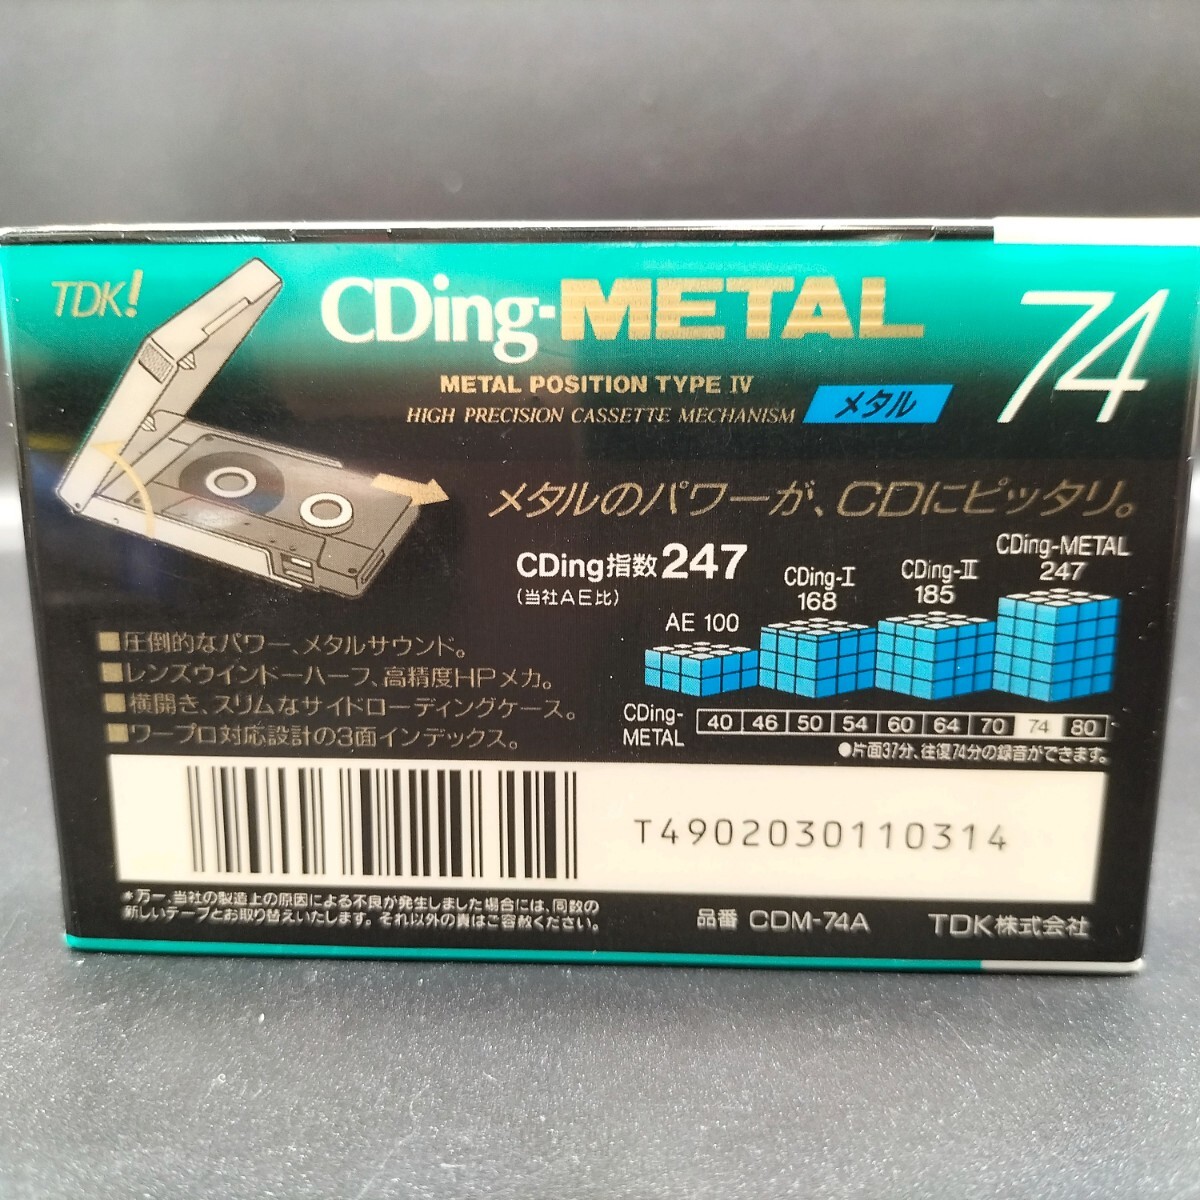 TDK!
CDing-METAL 74
METAL POSITION TYPE IV
HIGH PRECISION CASSETTE MECHANISM
メタル
メタルのパワーが、CDにピッタリ。
CDing指数247
(当社AE比)
AE 100
CDing-I
168
CDing-II
185
CDing-METAL
247
■圧倒的なパワー、メタルサウンド。
■レンズウインドーハーフ、高精度HPメカ。
■横開き、スリムなサイドローディングケース。
■ワープロ対応設計の3面インデックス。
CDing-
METAL
40 46 50 54 60 64 70 74 80
●片面37分、往復74分の録音ができます。
T4902030110314
*万一、当社の製造上の原因による不良が発生しました場合には、同数の
新しいテープとお取り替えいたします。それ以外の責はご容赦ください。
品番 CDM-74A
TDK株式会社